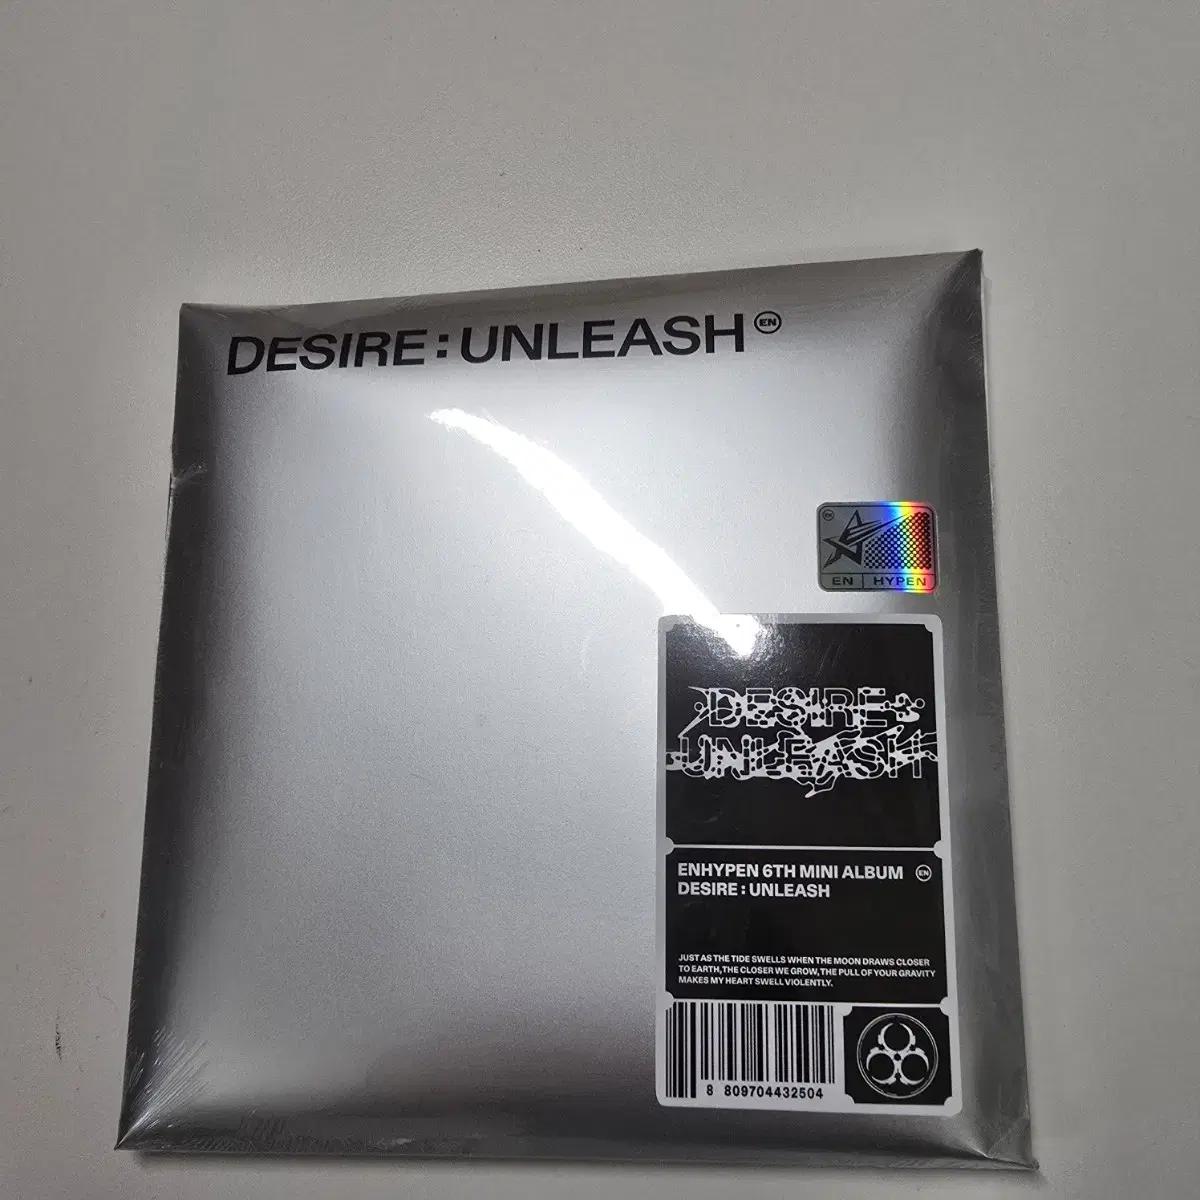 DESIRE : UNLEASH EN
EN HYPEN
DESIRE :
UNLEASH
ENHYPEN 6TH MINI ALBUM EN
DESIRE : UNLEASH
JUST AS THE TIDE SWELLS WHEN THE MOON DRAWS CLOSER
TO EARTH, THE CLOSER WE GROW, THE PULL OF YOUR GRAVITY
MAKES MY HEART SWELL VIOLENTLY.
8 809704432504